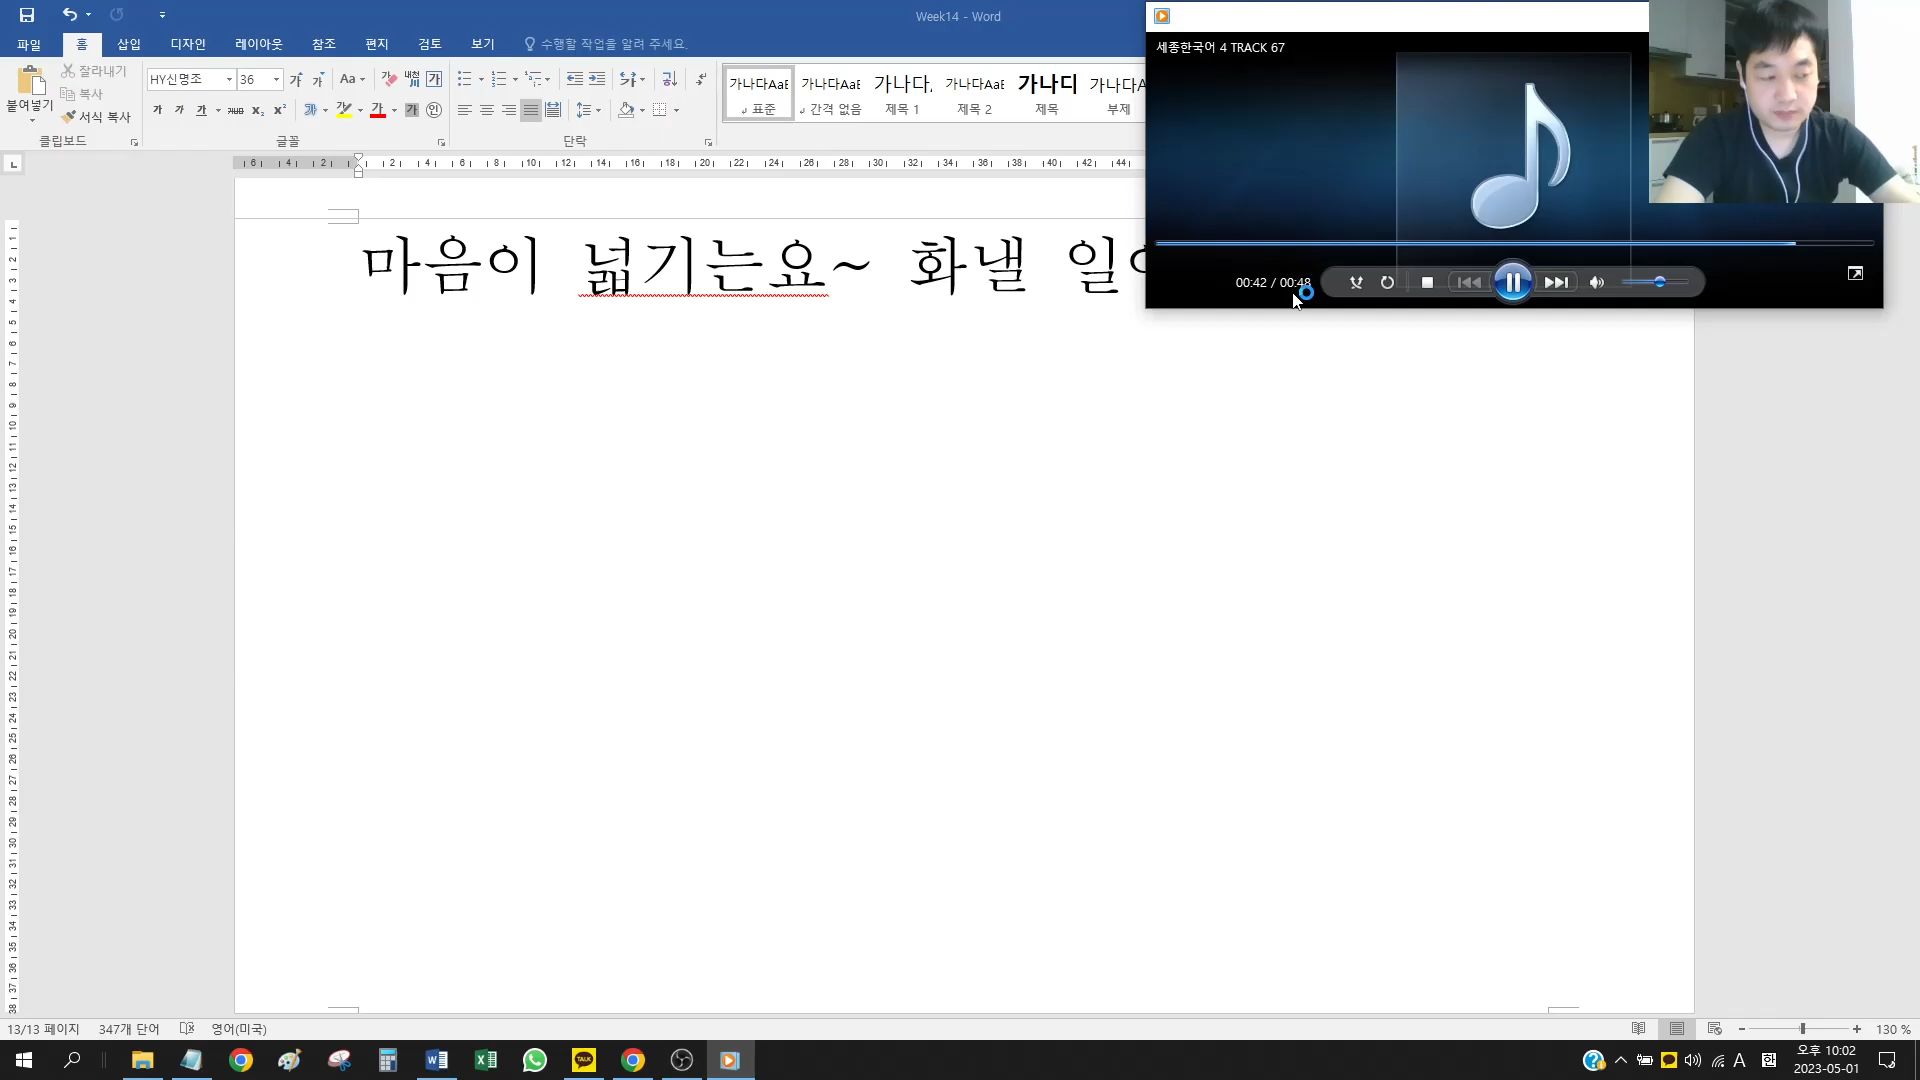 Week14 - Word
파일 홈 삽입 디자인 레이아웃 참조 편지 검토 보기 수행할 작업을 알려 주세요.
세종한국어 4 TRACK 67
붙여넣기
잘라내기
복사
서식 복사
HY신명조 36
가나다AaE 가나다AaE 가나다, 가나다AaE 가나디
표준 간격 없음 제목 1 제목 2 제목 부제
클립보드 글꼴 단락
마음이 넓기는요~ 화낼
00:42 / 00:48
13/13 페이지 347개 단어 영어(미국) 130 %
오후 10:02
2023-05-01